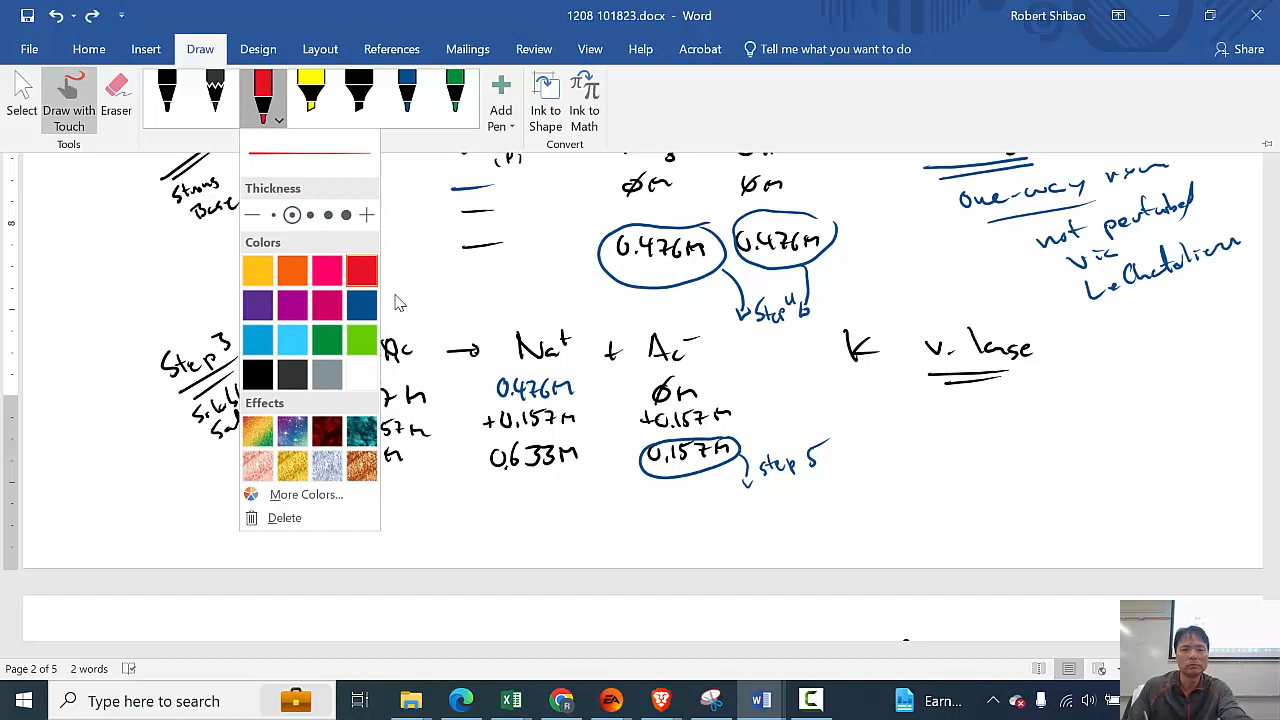 1208 101823.docx - Word
Robert Shibao
File Home Insert Draw Design Layout References Mailings Review View Help Acrobat Tell me what you want to do
Share
Select
Draw with Touch
Eraser
Add Pen
Ink to Shape
Ink to Math
Tools
Convert
Thickness
Colors
Effects
More Colors...
Delete
Strong
Base
ϕM ϕM
0.476M 0.476M
Step 4
one-way rxn
not perturbed
via
LeChatelier
Step 3
Ac → Na⁺ + Ac⁻ K v. large
0.476M ϕM
+0.157M +0.157M
0.633M 0.157M
step 5
8
Page 2 of 5 2 words
Type here to search
Earn...